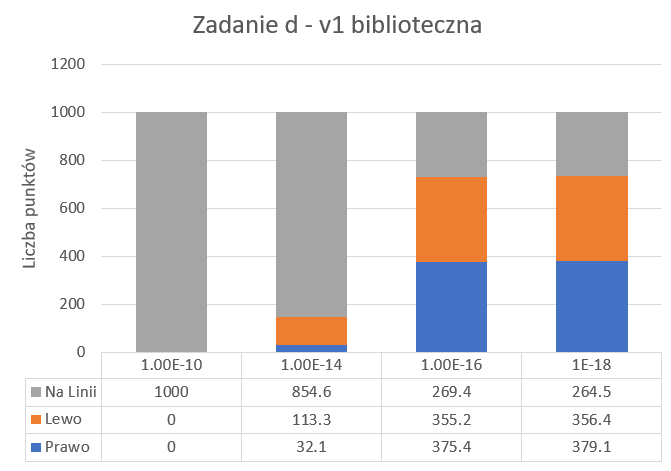 Zadanie d - v1 biblioteczna
1200
1000
800
600
400
200
0
Liczba punktów
1.00E-10 1.00E-14 1.00E-16 1E-18
Na Linii 1000 854.6 269.4 264.5
Lewo 0 113.3 355.2 356.4
Prawo 0 32.1 375.4 379.1